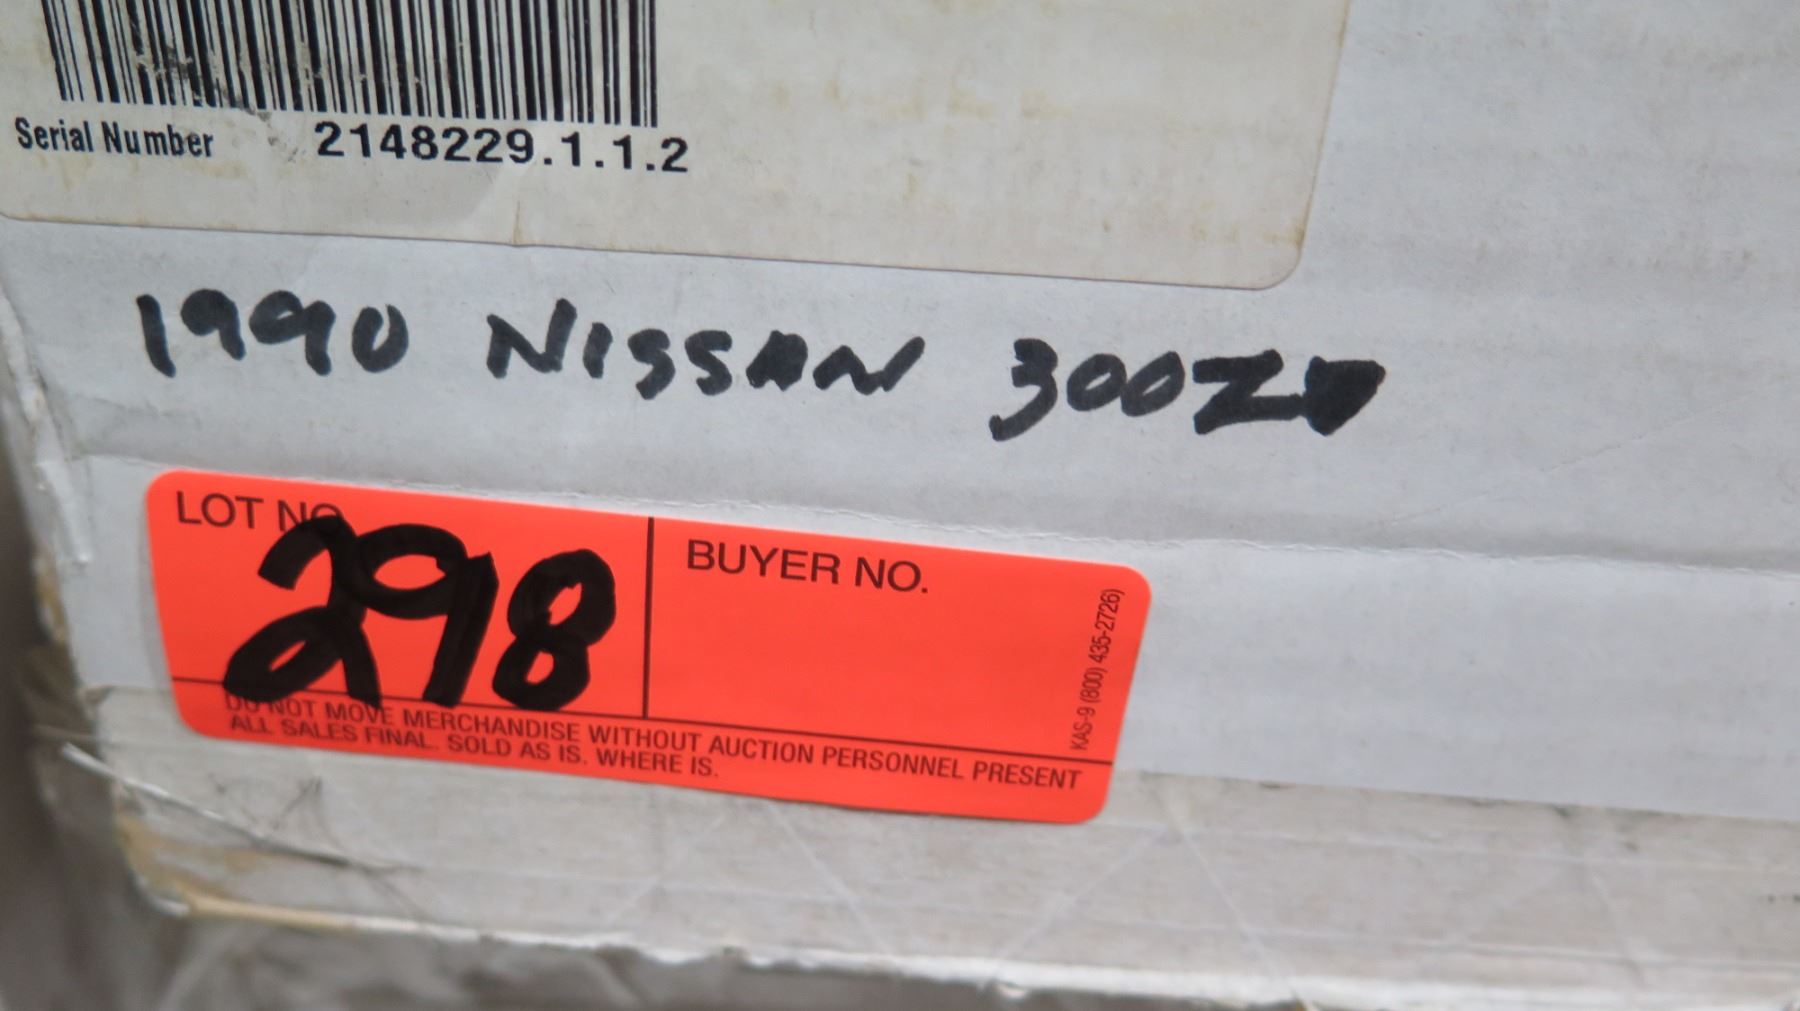 Serial Number 2148229.1.1.2
1990 NISSAN 300Z
LOT NO.
298
BUYER NO.
KAS-9 (800) 435-2726)
DO NOT MOVE MERCHANDISE WITHOUT AUCTION PERSONNEL PRESENT
ALL SALES FINAL. SOLD AS IS. WHERE IS.